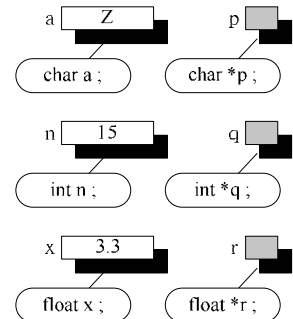 a Z p
char a ; char *p ;
n 15 q
int n ; int *q ;
x 3.3 r
float x ; float *r ;